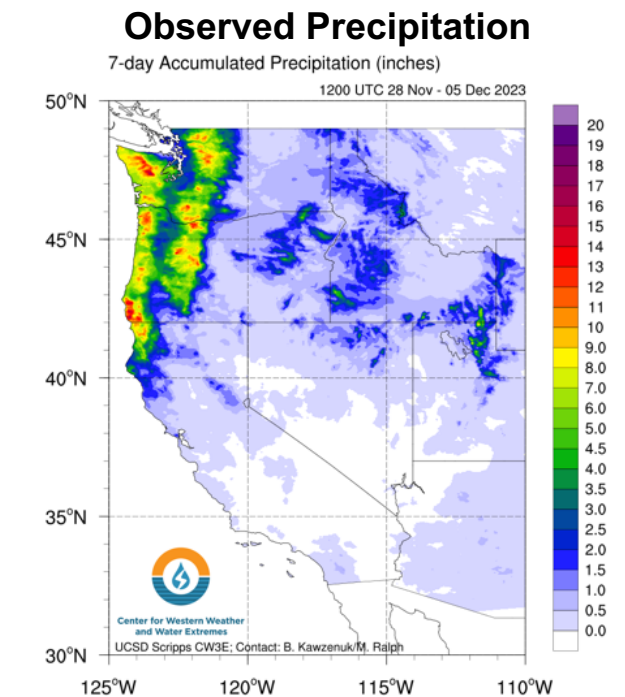 Observed Precipitation
7-day Accumulated Precipitation (inches)
1200 UTC 28 Nov - 05 Dec 2023
50°N
45°N
40°N
35°N
30°N
125°W
120°W
115°W
110°W
20
19
18
17
16
15
14
13
12
11
10
9.0
8.0
7.0
6.0
5.0
4.5
4.0
3.5
3.0
2.5
2.0
1.5
1.0
0.5
0.0
Center for Western Weather
and Water Extremes
UCSD Scripps CW3E; Contact: B. Kawzenuk/M. Ralph